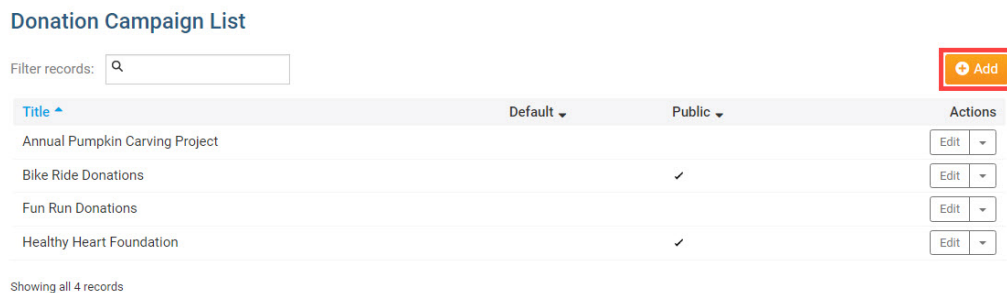 Donation Campaign List
Filter records:
Add
Title Default Public Actions
Annual Pumpkin Carving Project Edit
Bike Ride Donations Edit
Fun Run Donations Edit
Healthy Heart Foundation Edit
Showing all 4 records